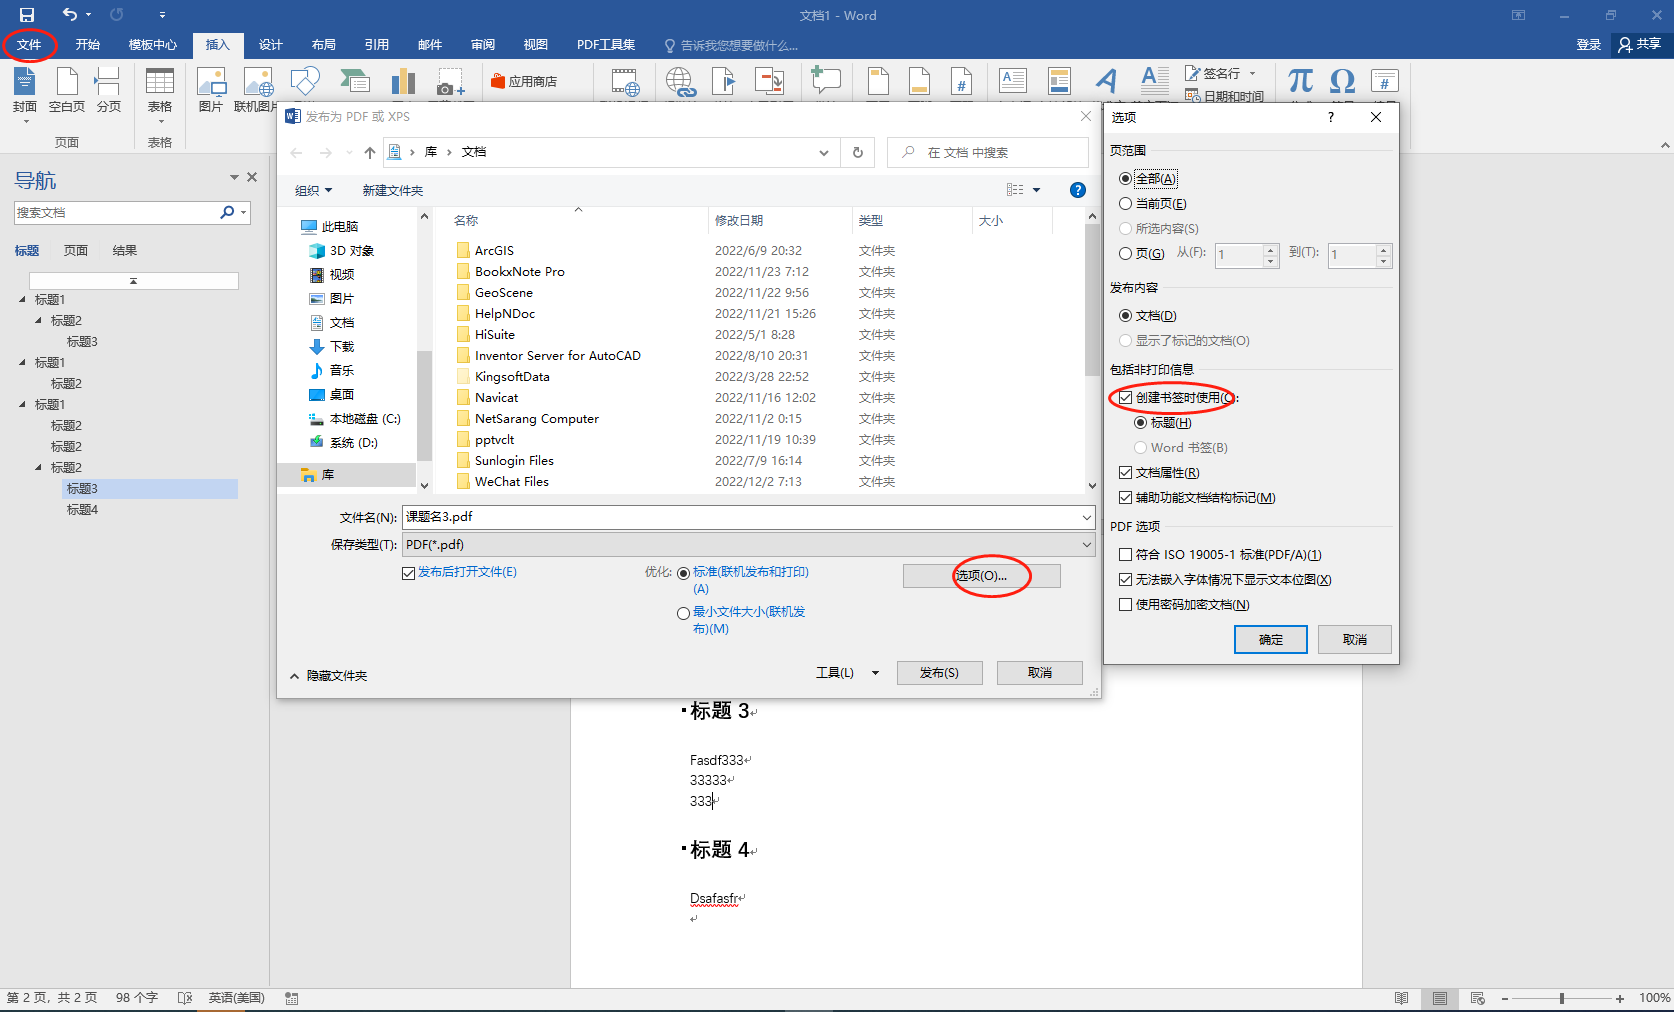 文档1 - Word
文件 开始 模板中心 插入 设计 布局 引用 邮件 审阅 视图 PDF工具集 告诉我您想要做什么... 登录 共享
封面 空白页 分页 表格 图片 联机图片 应用商店 签名行
日期和时间
页面 表格
导航
搜索文档
标题 页面 结果
标题1
标题2
标题3
标题1
标题2
标题1
标题2
标题2
标题2
标题3
标题4
发布为 PDF 或 XPS
库 › 文档
在 文档 中搜索
组织 新建文件夹
此电脑
3D 对象
视频
图片
文档
下载
音乐
桌面
本地磁盘 (C:)
系统 (D:)
库
名称 修改日期 类型 大小
ArcGIS 2022/6/9 20:32 文件夹
BookxNote Pro 2022/11/23 7:12 文件夹
GeoScene 2022/11/22 9:56 文件夹
HelpNDoc 2022/11/21 15:26 文件夹
HiSuite 2022/5/1 8:28 文件夹
Inventor Server for AutoCAD 2022/8/10 20:31 文件夹
KingsoftData 2022/3/28 22:52 文件夹
Navicat 2022/11/16 12:02 文件夹
NetSarang Computer 2022/11/2 0:15 文件夹
pptvclt 2022/11/19 10:39 文件夹
Sunlogin Files 2022/7/9 16:14 文件夹
WeChat Files 2022/12/2 7:13 文件夹
文件名(N): 课题名3.pdf
保存类型(T): PDF(*.pdf)
发布后打开文件(E)
优化: 标准(联机发布和打印)
(A)
最小文件大小(联机发
布)(M)
选项(O)...
隐藏文件夹
工具(L) 发布(S) 取消
选项
?
页范围
全部(A)
当前页(E)
所选内容(S)
页(G) 从(F): 1 到(T): 1
发布内容
文档(D)
显示了标记的文档(O)
包括非打印信息
创建书签时使用(C):
标题(H)
Word 书签(B)
文档属性(R)
辅助功能文档结构标记(M)
PDF 选项
符合 ISO 19005-1 标准(PDF/A)(1)
无法嵌入字体情况下显示文本位图(X)
使用密码加密文档(N)
确定 取消
标题 3
Fasdf333
33333
333
标题 4
Dsafasfr
第 2 页，共 2 页 98 个字 英语(美国) 100%